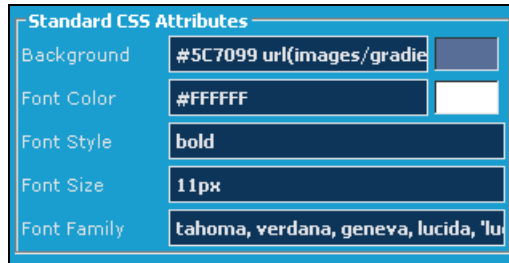 Standard CSS Attributes
Background #5C7099 url(images/gradie
Font Color #FFFFFF
Font Style bold
Font Size 11px
Font Family tahoma, verdana, geneva, lucida, 'lu